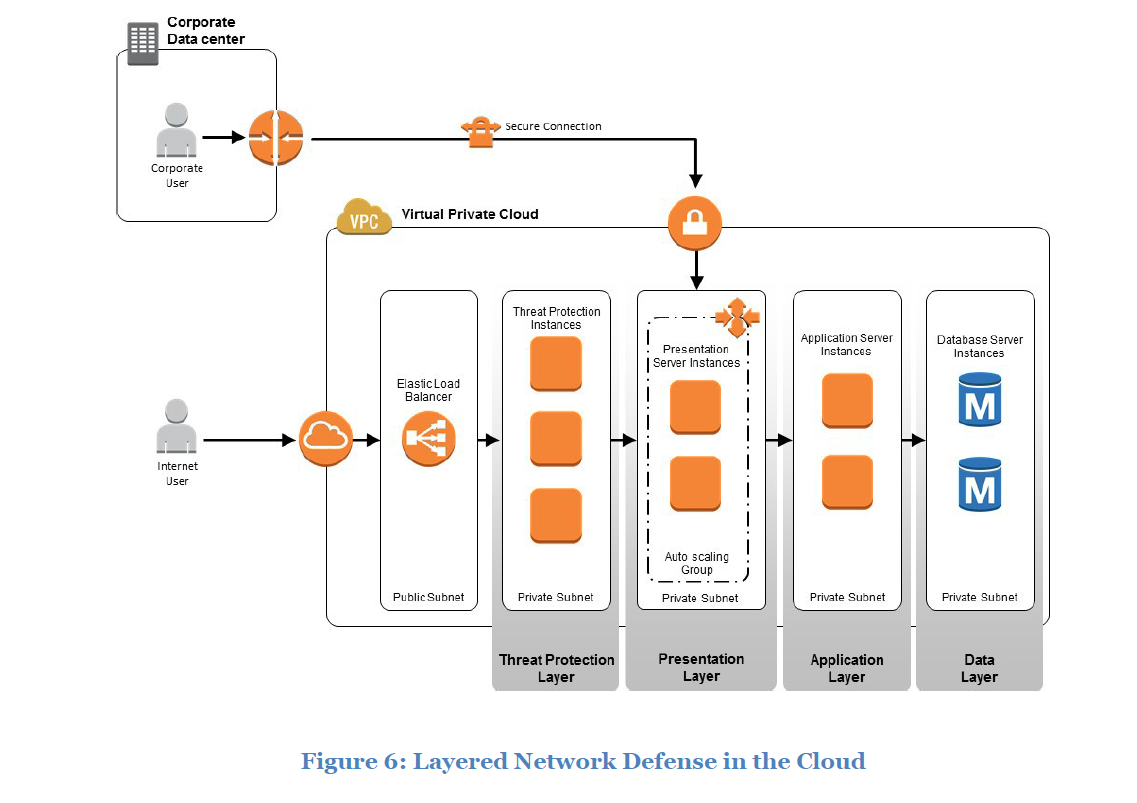 Corporate
Data center
Corporate
User
Secure Connection
VPC
Virtual Private Cloud
Internet
User
Elastic Load
Balancer
Public Subnet
Threat Protection
Instances
Private Subnet
Presentation
Server Instances
Auto scaling
Group
Private Subnet
Application Server
Instances
Private Subnet
Database Server
Instances
M
M
Private Subnet
Threat Protection
Layer
Presentation
Layer
Application
Layer
Data
Layer
Figure 6: Layered Network Defense in the Cloud